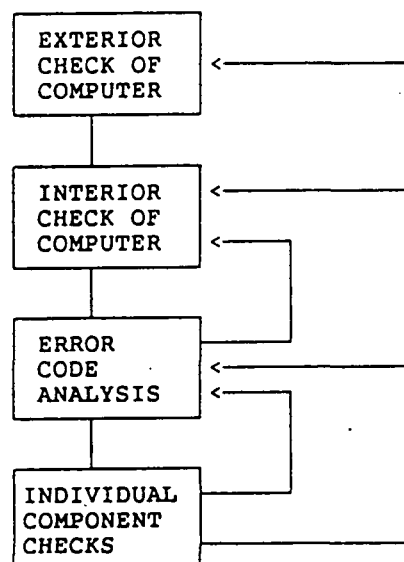 EXTERIOR
CHECK OF
COMPUTER
INTERIOR
CHECK OF
COMPUTER
ERROR
CODE
ANALYSIS
INDIVIDUAL
COMPONENT
CHECKS